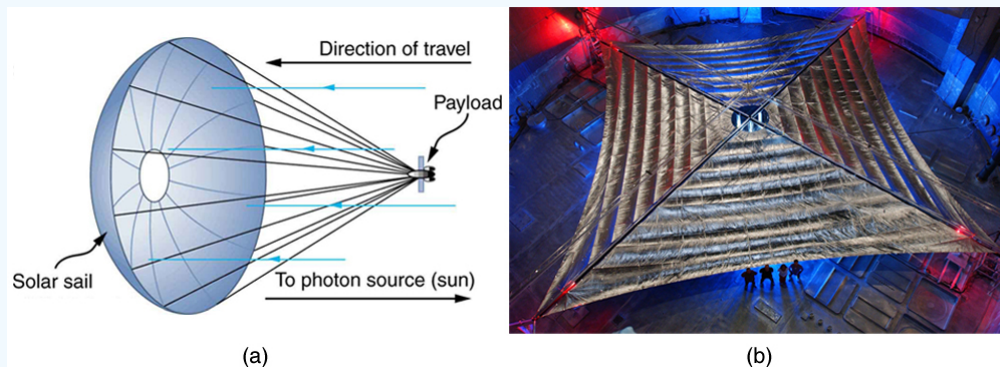 Direction of travel
Payload
Solar sail
To photon source (sun)
(a)
(b)